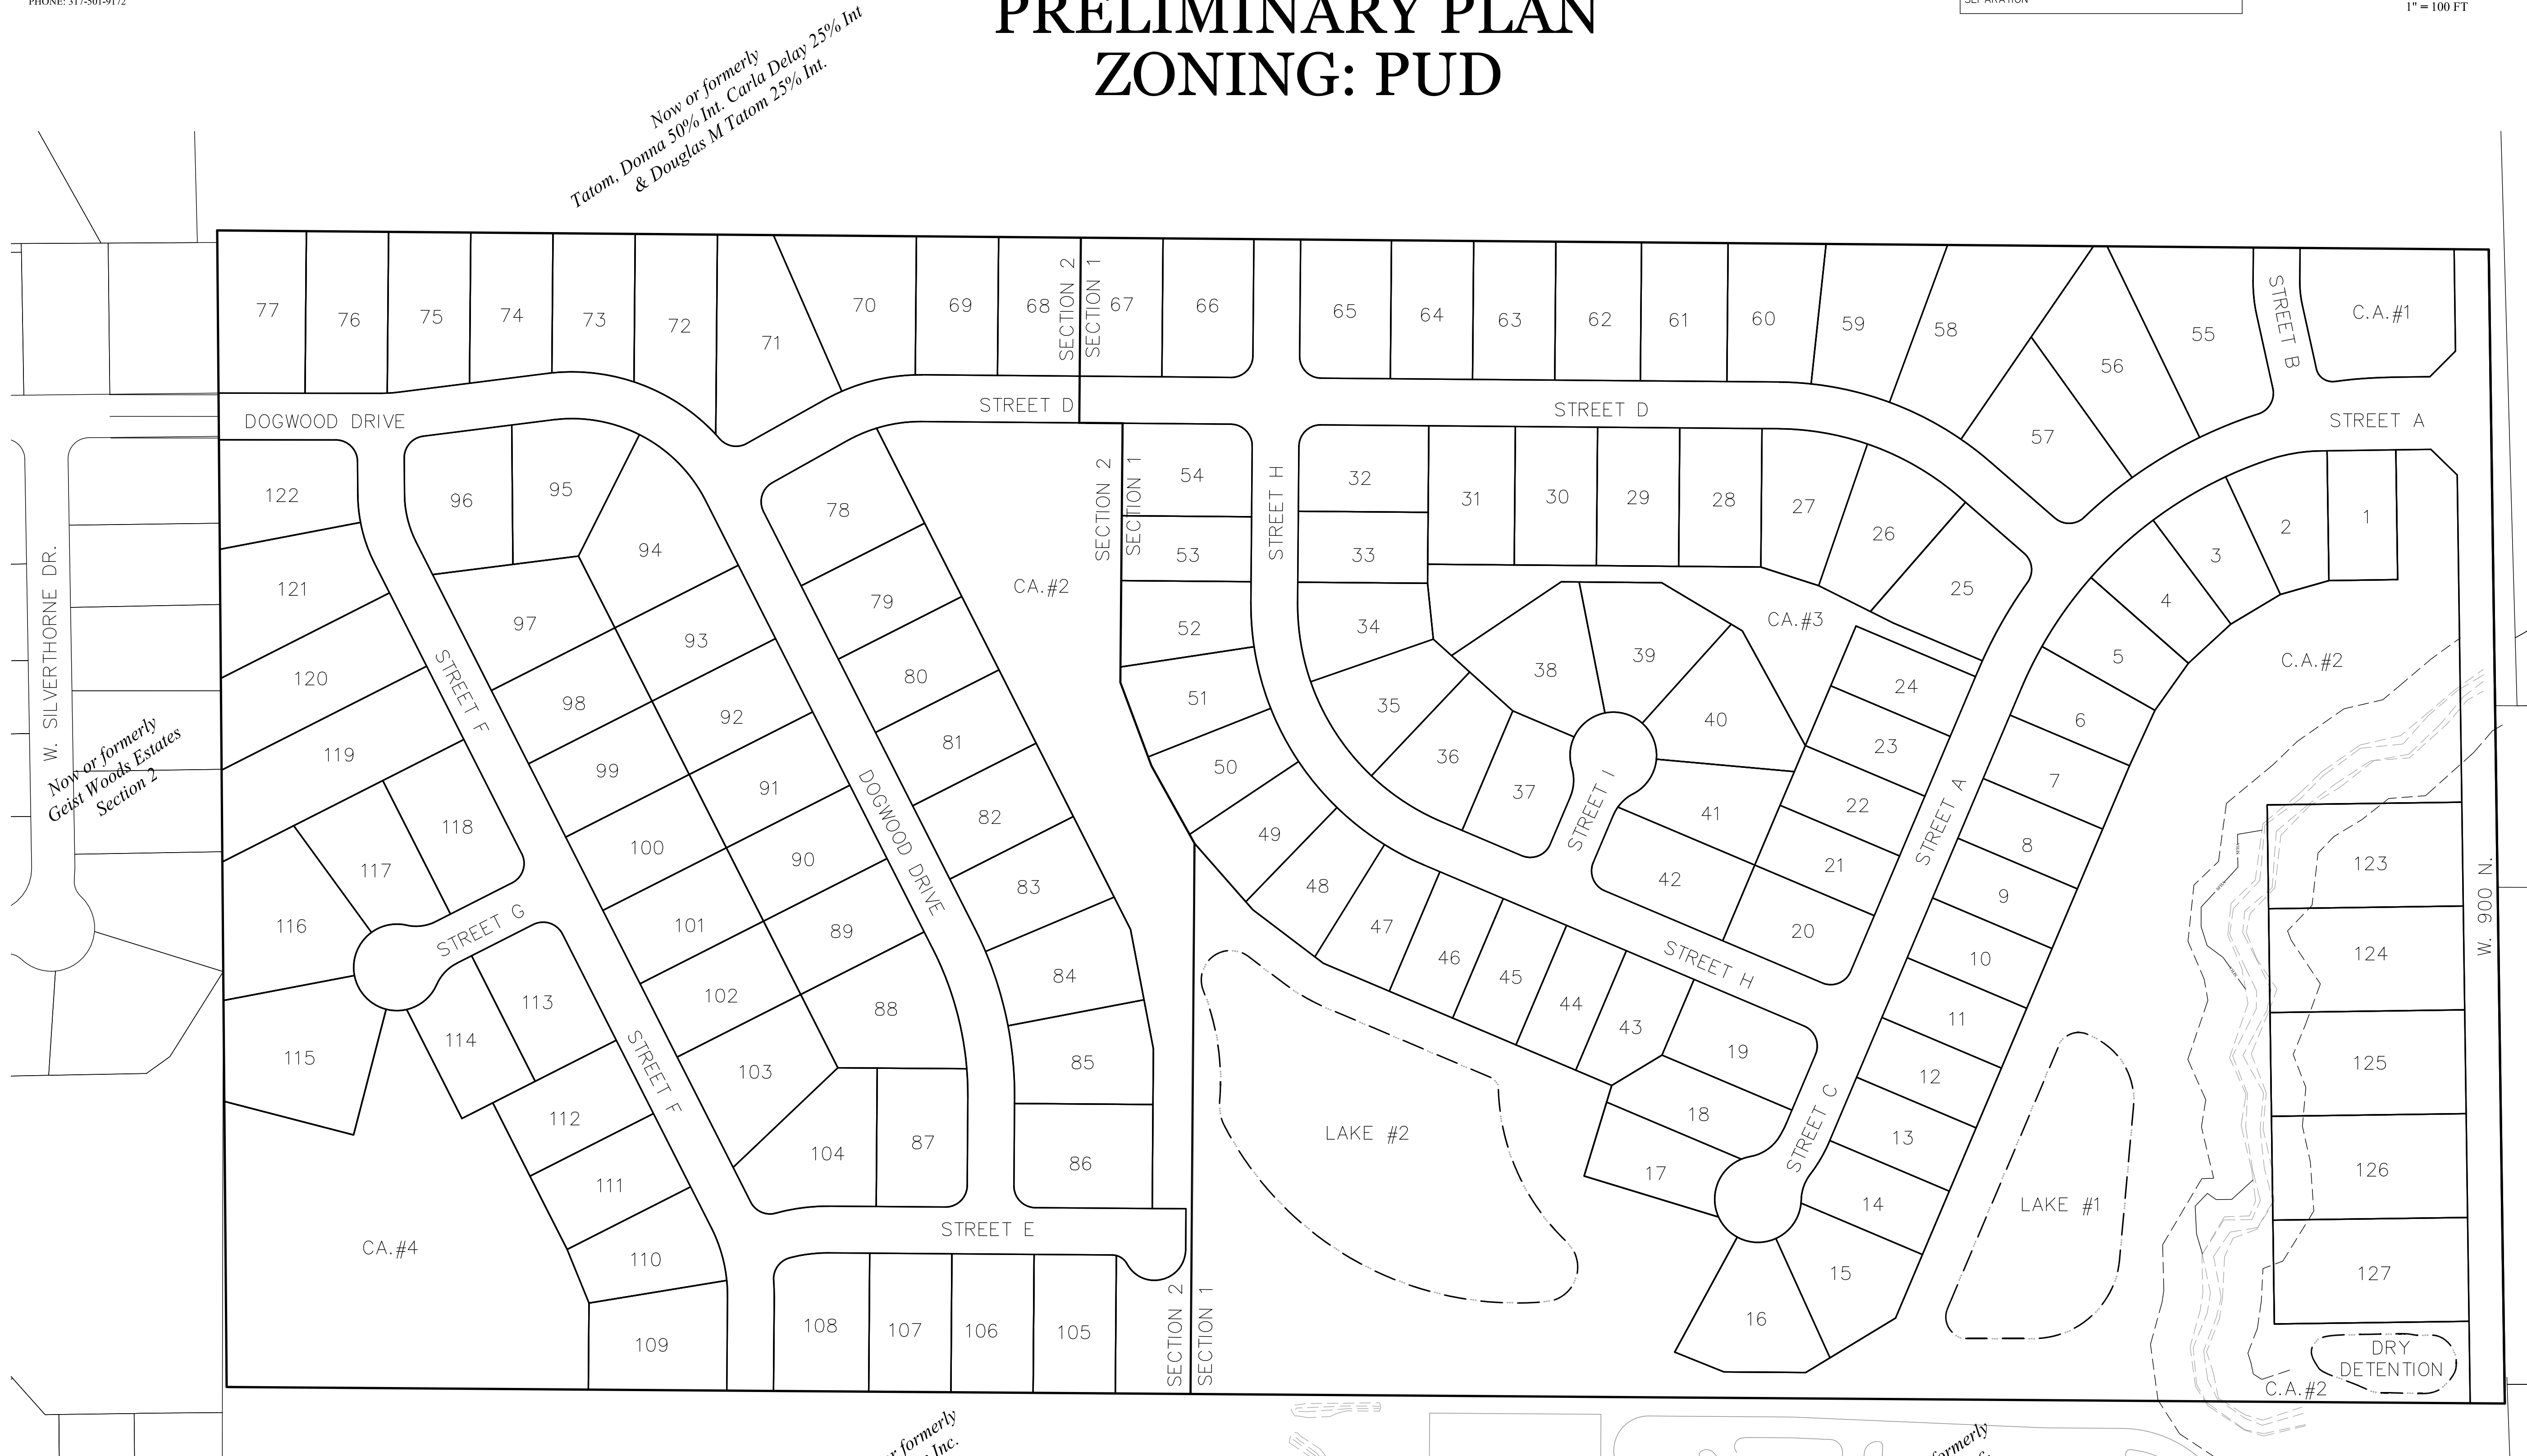 PHONE: 317-501-9172
PRELIMINARY PLAN
ZONING: PUD
SEPARATION
1" = 100 FT
Now or formerly
Tatom, Donna 50% Int. Carla Delay 25% Int
& Douglas M Tatom 25% Int.
77
76
75
74
73
72
71
70
69
68
SECTION 2
SECTION 1
67
66
65
64
63
62
61
60
59
58
57
56
55
STREET B
C.A.#1
DOGWOOD DRIVE
STREET D
STREET D
STREET A
122
121
120
119
118
117
116
115
96
95
94
97
93
98
92
99
91
100
90
101
89
102
88
103
104
87
78
79
80
81
82
83
84
85
86
CA.#2
SECTION 2
SECTION 1
54
53
52
51
50
49
48
47
46
45
44
43
STREET H
32
33
34
35
36
37
38
39
40
41
42
31
30
29
28
27
26
25
CA.#3
24
23
22
21
20
19
18
17
16
15
14
13
12
11
10
9
8
7
6
5
4
3
2
1
C.A.#2
W. SILVERTHORNE DR.
Now or formerly
Geist Woods Estates
Section 2
STREET F
STREET G
DOGWOOD DRIVE
STREET I
STREET A
STREET H
STREET C
113
114
STREET F
112
111
110
109
CA.#4
STREET E
108
107
106
105
SECTION 2
SECTION 1
LAKE #2
LAKE #1
123
124
125
126
127
W. 900 N.
DRY
DETENTION
C.A.#2
r formerly
Inc.
formerly